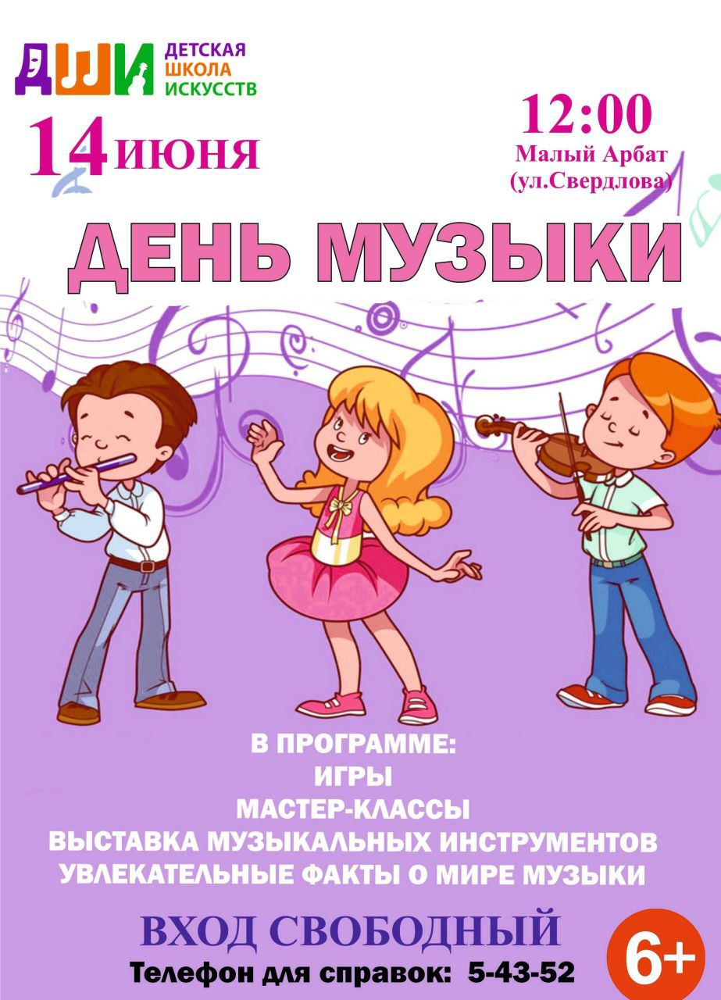 ДШИ
ДЕТСКАЯ
ШКОЛА
ИСКУССТВ
14 ИЮНЯ
12:00
Малый Арбат
(ул.Свердлова)
ДЕНЬ МУЗЫКИ
В ПРОГРАММЕ:
ИГРЫ
МАСТЕР-КЛАССЫ
ВЫСТАВКА МУЗЫКАЛЬНЫХ ИНСТРУМЕНТОВ
УВЛЕКАТЕЛЬНЫЕ ФАКТЫ О МИРЕ МУЗЫКИ
ВХОД СВОБОДНЫЙ
Телефон для справок: 5-43-52
6+